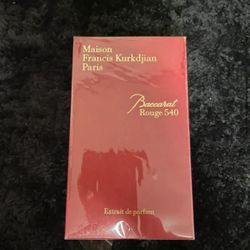 Maison
Francis Kurkdjian
Paris
Baccarat
Rouge 540
Extrait de parfum